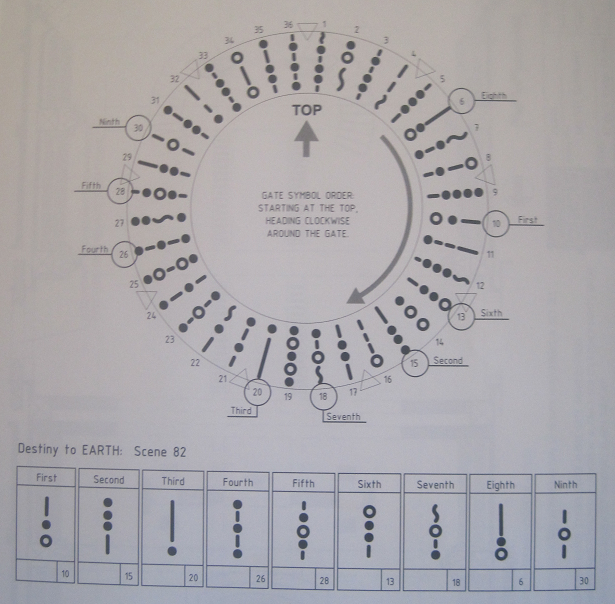 36 1 2 3 4 5 6 Eighth 7 8 9 10 First 11 12 13 Sixth 14 15 Second 16 17 18 Seventh 19 20 Third 21 22 23 24 25 26 Fourth 27 28 Fifth 29 30 Ninth 31 32 33 34 35
TOP
GATE SYMBOL ORDER:
STARTING AT THE TOP,
HEADING CLOCKWISE
AROUND THE GATE.
Destiny to EARTH: Scene 82
First Second Third Fourth Fifth Sixth Seventh Eighth Ninth
10 15 20 26 28 13 18 6 30